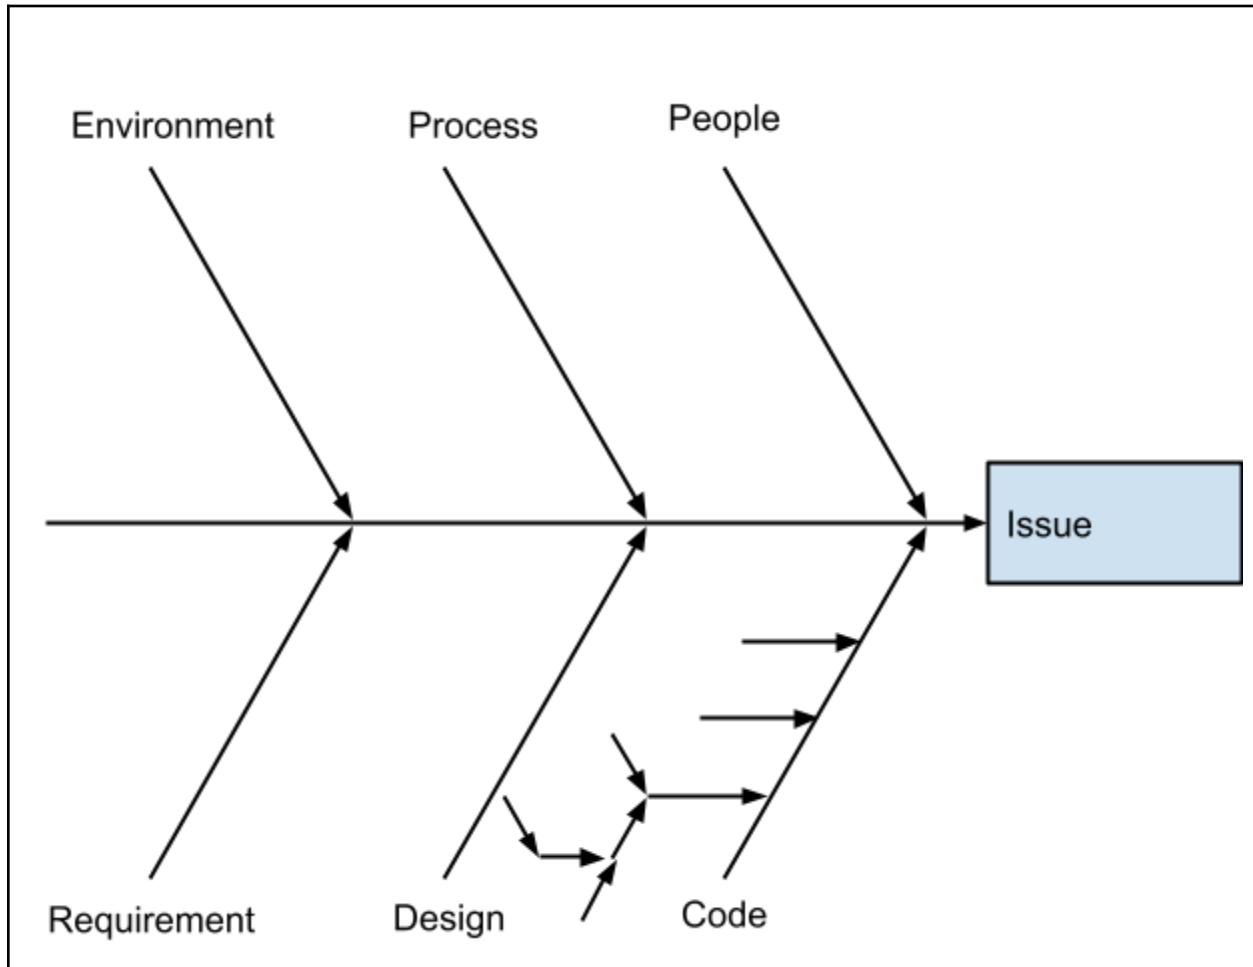 Environment
Process
People
Issue
Requirement
Design
Code